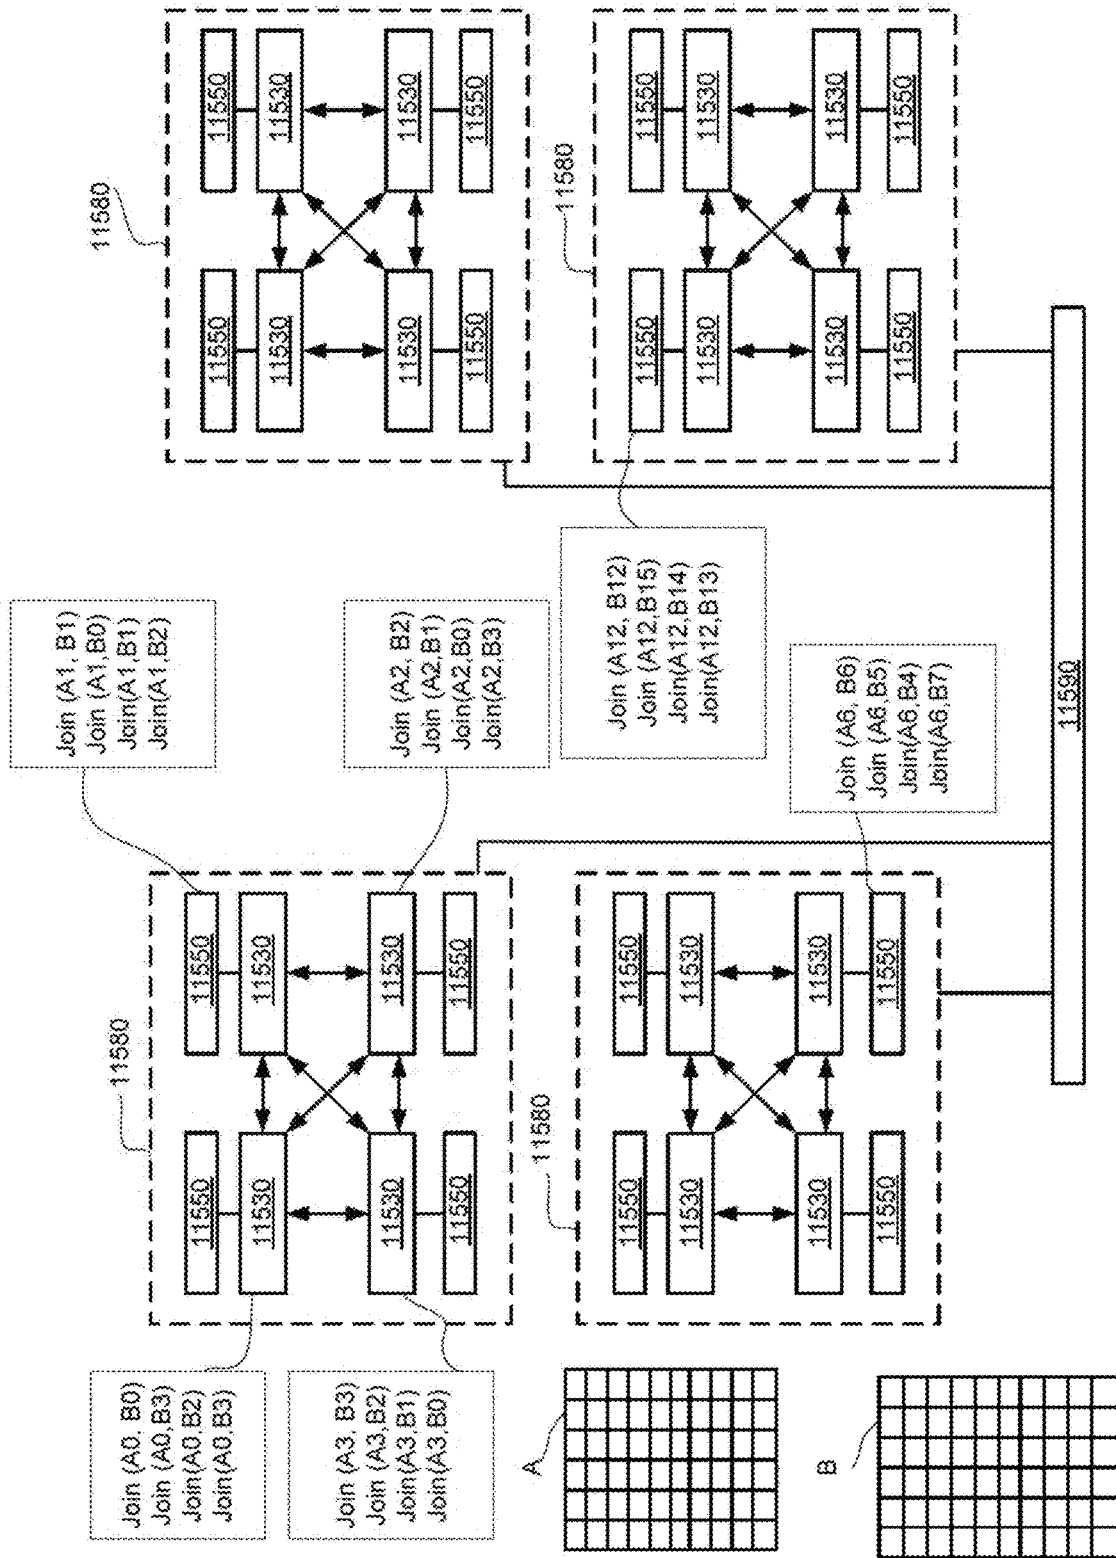 Join (A0, B0)
Join (A0,B3)
Join(A0,B2)
Join(A0,B3)
Join (A3, B3)
Join (A3,B2)
Join(A3,B1)
Join(A3,B0)
11580
11550
11550
11530
11530
11530
11530
11550
11550
Join (A1, B1)
Join (A1,B0)
Join(A1,B1)
Join(A1,B2)
Join (A2, B2)
Join (A2,B1)
Join(A2,B0)
Join(A2,B3)
11580
11550
11550
11530
11530
11530
11530
11550
11550
A
11580
11550
11550
11530
11530
11530
11530
11550
11550
Join (A12, B12)
Join (A12,B15)
Join(A12,B14)
Join(A12,B13)
11580
11550
11550
11530
11530
11530
11530
11550
11550
B
Join (A6, B6)
Join (A6,B5)
Join(A6,B4)
Join(A6,B7)
11590